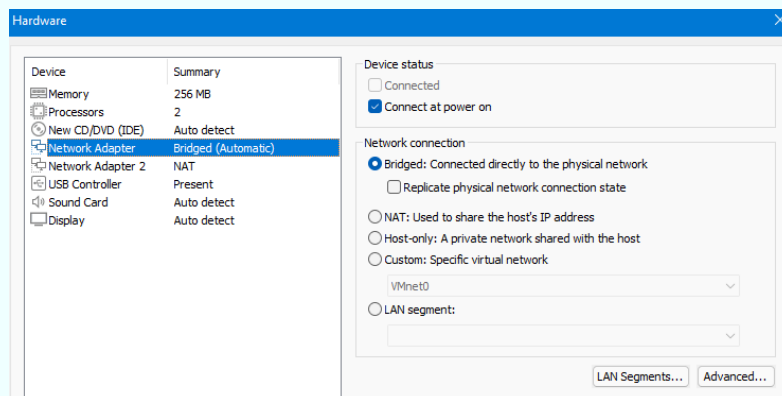 Hardware
Device Summary
Memory 256 MB
Processors 2
New CD/DVD (IDE) Auto detect
Network Adapter Bridged (Automatic)
Network Adapter 2 NAT
USB Controller Present
Sound Card Auto detect
Display Auto detect
Device status
Connected
Connect at power on
Network connection
Bridged: Connected directly to the physical network
Replicate physical network connection state
NAT: Used to share the host's IP address
Host-only: A private network shared with the host
Custom: Specific virtual network
VMnet0
LAN segment:
LAN Segments... Advanced...